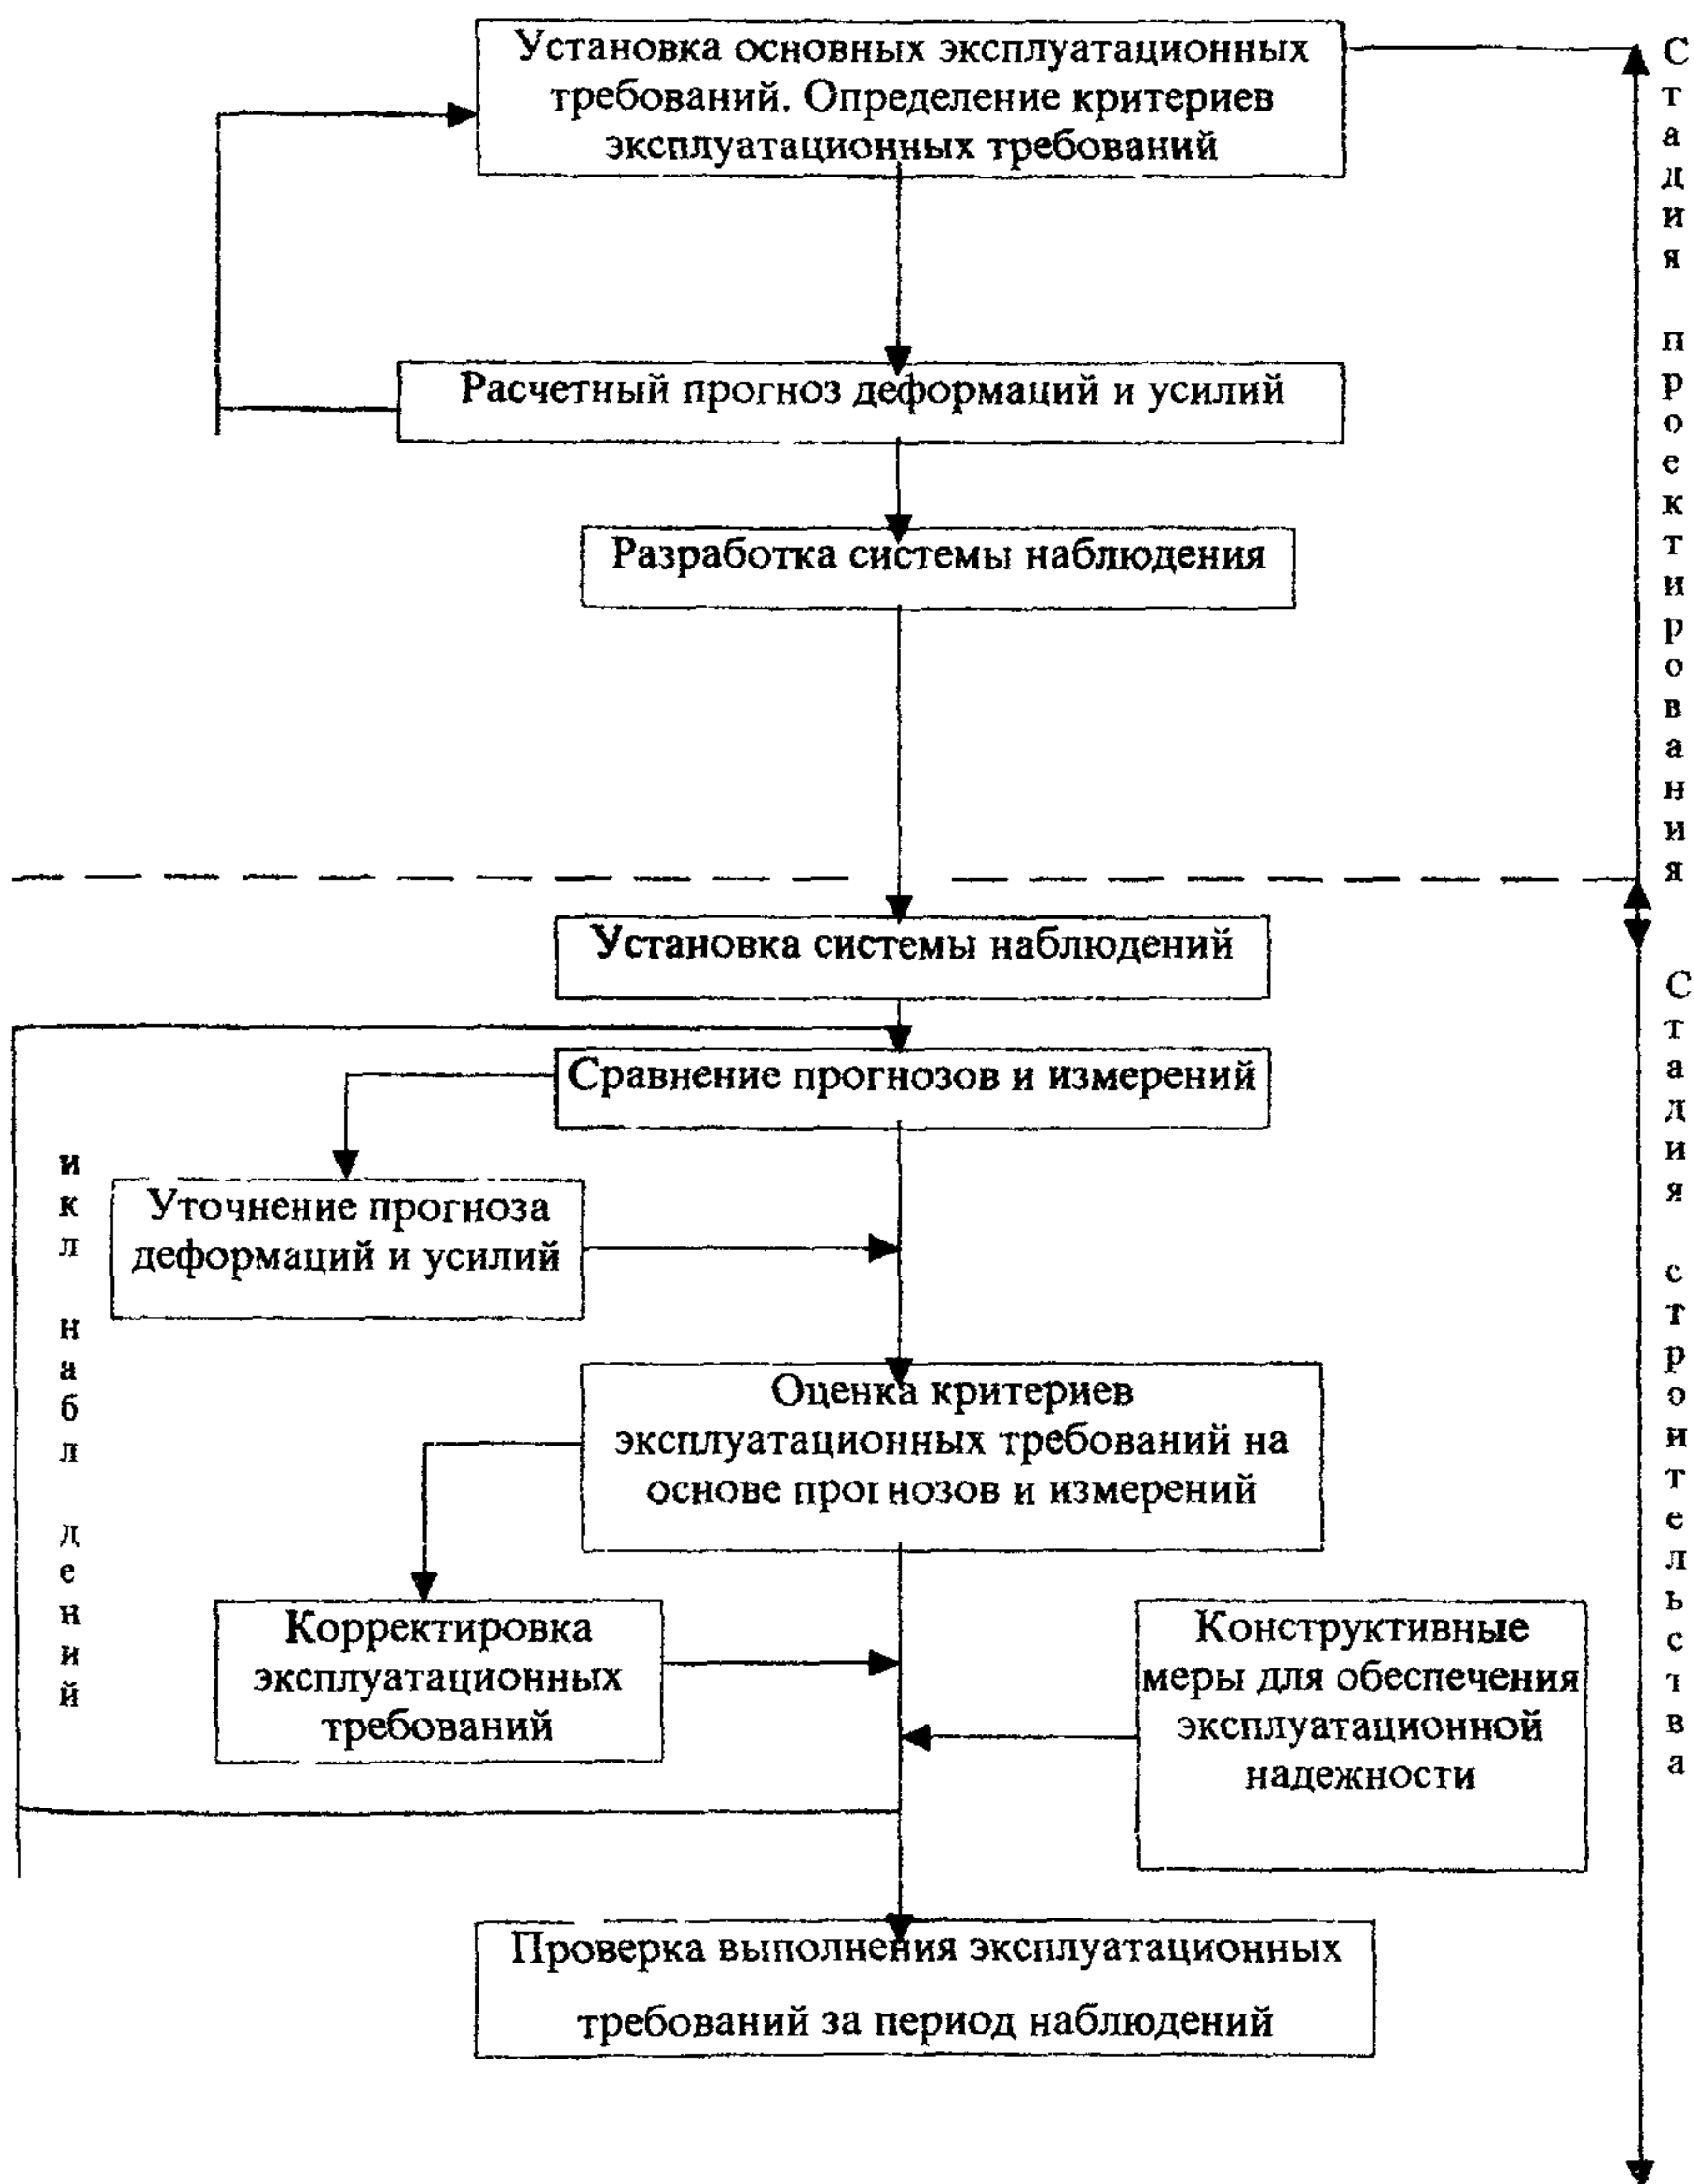 Установка основных эксплуатационных
требований. Определение критериев
эксплуатационных требований
Расчетный прогноз деформаций и усилий
Разработка системы наблюдения
Стадия проектирования
Установка системы наблюдений
Сравнение прогнозов и измерений
Уточнение прогноза
деформаций и усилий
икл набл дений
Оценка критериев
эксплуатационных требований на
основе прогнозов и измерений
Корректировка
эксплуатационных
требований
Конструктивные
меры для обеспечения
эксплуатационной
надежности
Проверка выполнения эксплуатационных
требований за период наблюдений
Стадия строительства